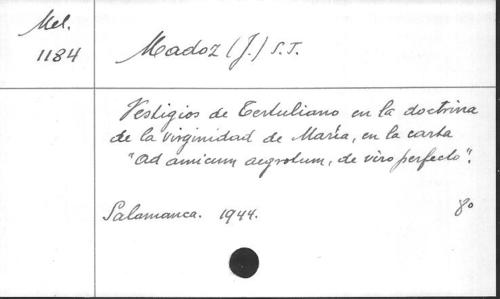 Mel.
1184
Madoz (J.) S.J.
Vestigios de Tertuliano en la doctrina
de la virginidad de María, en la carta
"ad amicum aegrotum, de viro perfecto".
Salamanca. 1944. 8o